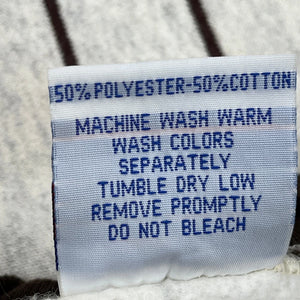 50% POLYESTER-50% COTTON
MACHINE WASH WARM
WASH COLORS
SEPARATELY
TUMBLE DRY LOW
REMOVE PROMPTLY
DO NOT BLEACH